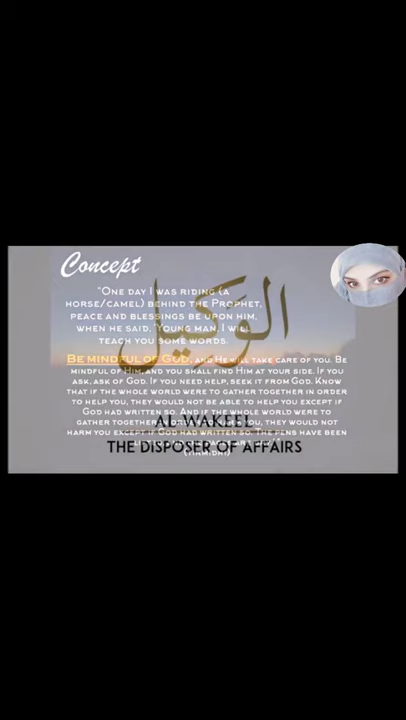 Concept
"One day I was riding (a
horse/camel) behind the Prophet,
peace and blessings be upon him,
when he said, 'Young man, I will
teach you some words.
Be mindful of God, and He will take care of you. Be
mindful of Him, and you shall find Him at your side. If you
ask, ask of God. If you need help, seek it from God. Know
that if the whole world were to gather together in order
to help you, they would not be able to help you except if
God had written so. And if the whole world were to
gather together you, they would not
harm you except if God had written so. The pens have been
(Tirmidhi)
الوكيل
AL-WAKEEL
THE DISPOSER OF AFFAIRS